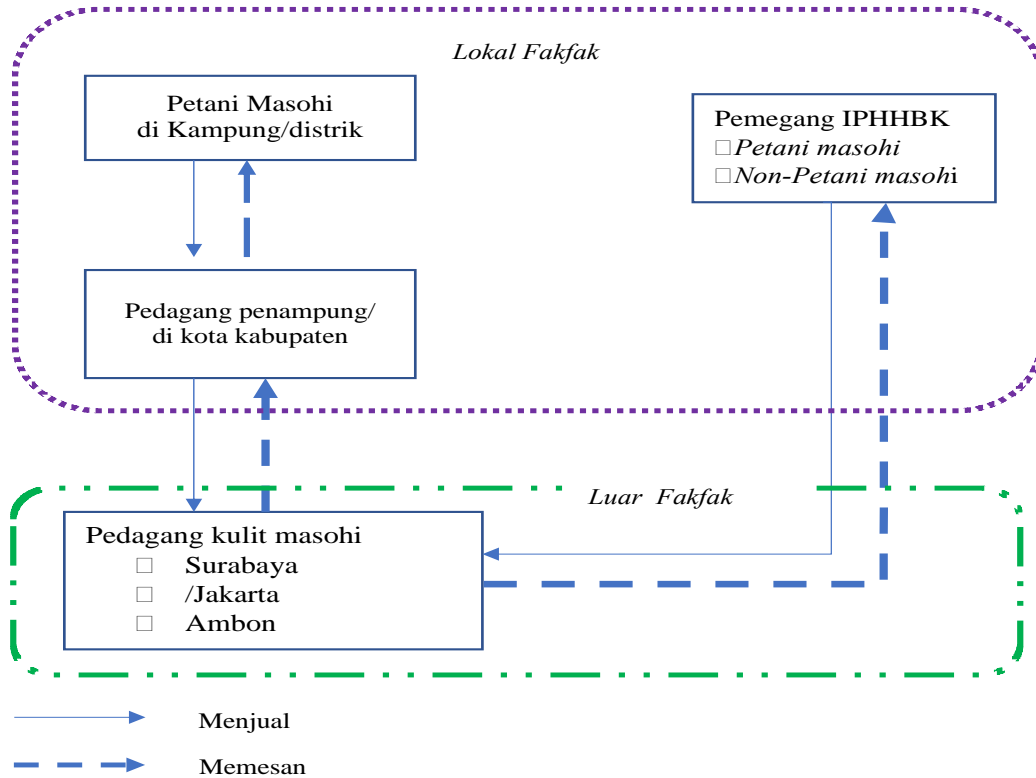 Lokal Fakfak
Petani Masohi
di Kampung/distrik
Pemegang IPHHBK
□Petani masohi
□Non-Petani masohi
Pedagang penampung/
di kota kabupaten
Luar Fakfak
Pedagang kulit masohi
□ Surabaya
□ /Jakarta
□ Ambon
Menjual
Memesan